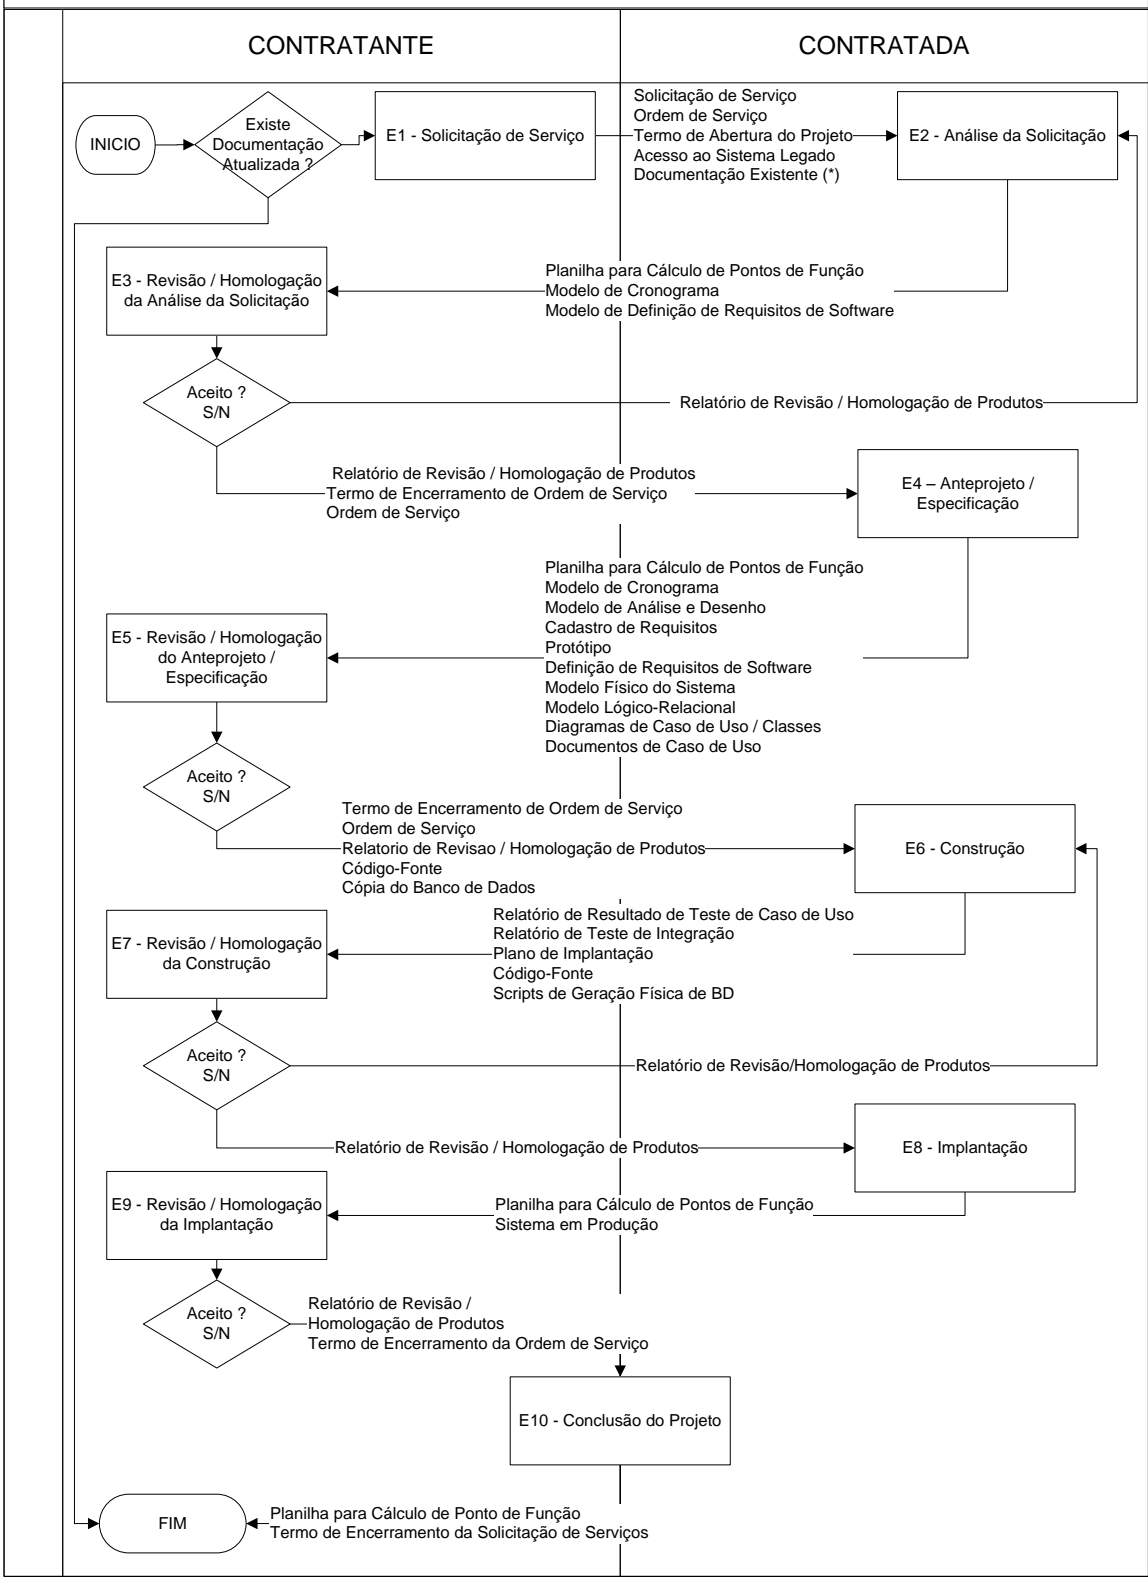 CONTRATANTE
CONTRATADA
INICIO
Existe
Documentação
Atualizada ?
E1 - Solicitação de Serviço
Solicitação de Serviço
Ordem de Serviço
Termo de Abertura do Projeto
Acesso ao Sistema Legado
Documentação Existente (*)
E2 - Análise da Solicitação
E3 - Revisão / Homologação
da Análise da Solicitação
Planilha para Cálculo de Pontos de Função
Modelo de Cronograma
Modelo de Definição de Requisitos de Software
Aceito ?
S/N
Relatório de Revisão / Homologação de Produtos
Relatório de Revisão / Homologação de Produtos
Termo de Encerramento de Ordem de Serviço
Ordem de Serviço
E4 – Anteprojeto /
Especificação
Planilha para Cálculo de Pontos de Função
Modelo de Cronograma
Modelo de Análise e Desenho
Cadastro de Requisitos
Protótipo
Definição de Requisitos de Software
Modelo Físico do Sistema
Modelo Lógico-Relacional
Diagramas de Caso de Uso / Classes
Documentos de Caso de Uso
E5 - Revisão / Homologação
do Anteprojeto /
Especificação
Aceito ?
S/N
Termo de Encerramento de Ordem de Serviço
Ordem de Serviço
Relatorio de Revisao / Homologação de Produtos
Código-Fonte
Cópia do Banco de Dados
E6 - Construção
Relatório de Resultado de Teste de Caso de Uso
Relatório de Teste de Integração
Plano de Implantação
Código-Fonte
Scripts de Geração Física de BD
E7 - Revisão / Homologação
da Construção
Aceito ?
S/N
Relatório de Revisão/Homologação de Produtos
Relatório de Revisão / Homologação de Produtos
E8 - Implantação
E9 - Revisão / Homologação
da Implantação
Planilha para Cálculo de Pontos de Função
Sistema em Produção
Aceito ?
S/N
Relatório de Revisão /
Homologação de Produtos
Termo de Encerramento da Ordem de Serviço
E10 - Conclusão do Projeto
FIM
Planilha para Cálculo de Ponto de Função
Termo de Encerramento da Solicitação de Serviços